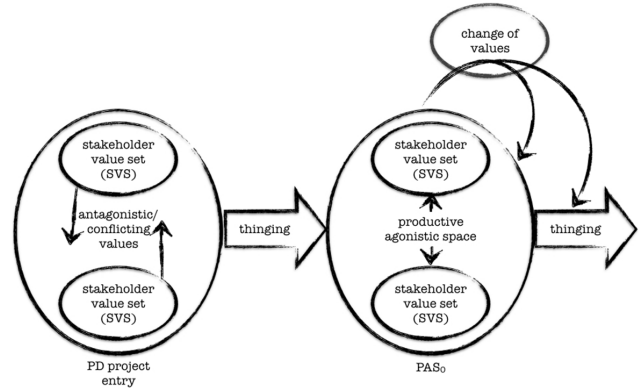 change of
values
stakeholder
value set
(SVS)
antagonistic/
conflicting
values
stakeholder
value set
(SVS)
PD project
entry
thinging
stakeholder
value set
(SVS)
productive
agonistic space
stakeholder
value set
(SVS)
PAS₀
thinging